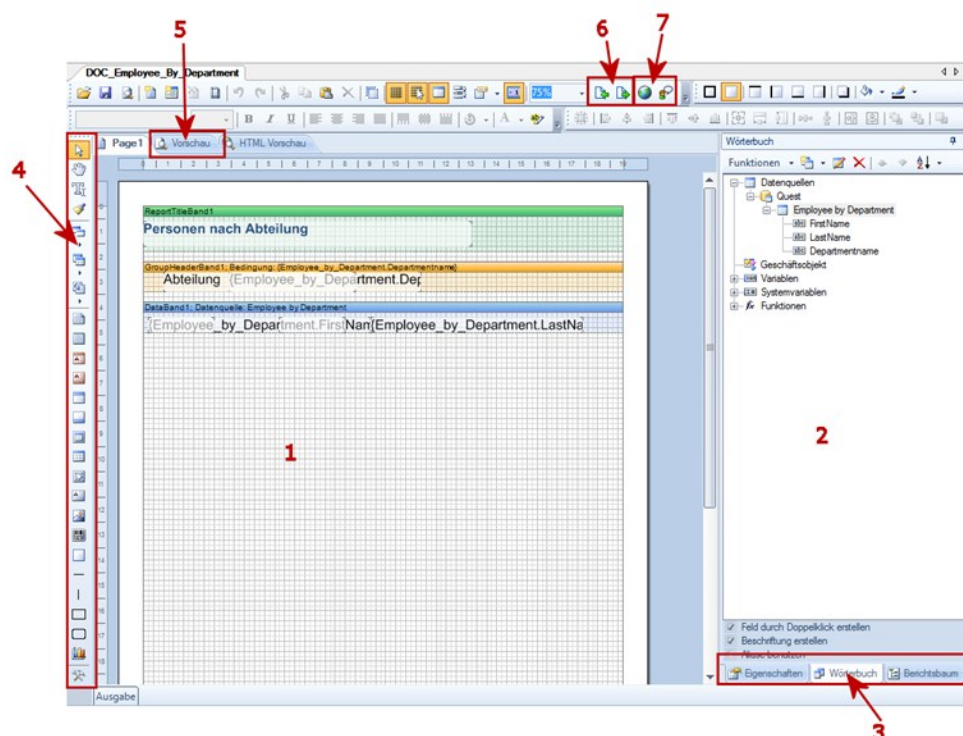 5
6
7
DOC_Employee_By_Department
75%
B I U
4
Page1
Vorschau
HTML Vorschau
Wörterbuch
Funktionen
Datenquellen
Quest
Employee by Department
FirstName
LastName
Departmentname
Geschäftsobjekt
Variablen
Systemvariablen
Funktionen
ReportTitleBand1
Personen nach Abteilung
GroupHeaderBand1; Bedingung: {Employee_by_Department.Departmentname}
Abteilung {Employee_by_Department.Dep
DataBand1; Datenquelle: Employee by Department
{Employee_by_Department.FirstNam{Employee_by_Department.LastNa
1
2
Feld durch Doppelklick erstellen
Beschriftung erstellen
Aliase benutzen
Eigenschaften
Wörterbuch
Berichtsbaum
Ausgabe
3